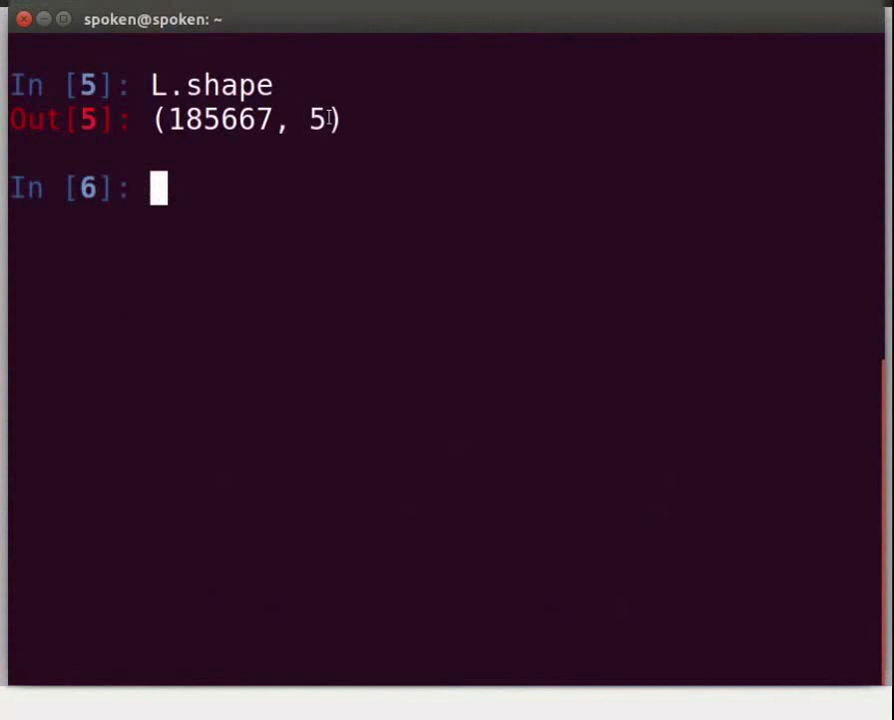 spoken@spoken: ~
In [5]: L.shape
Out[5]: (185667, 5)
In [6]: